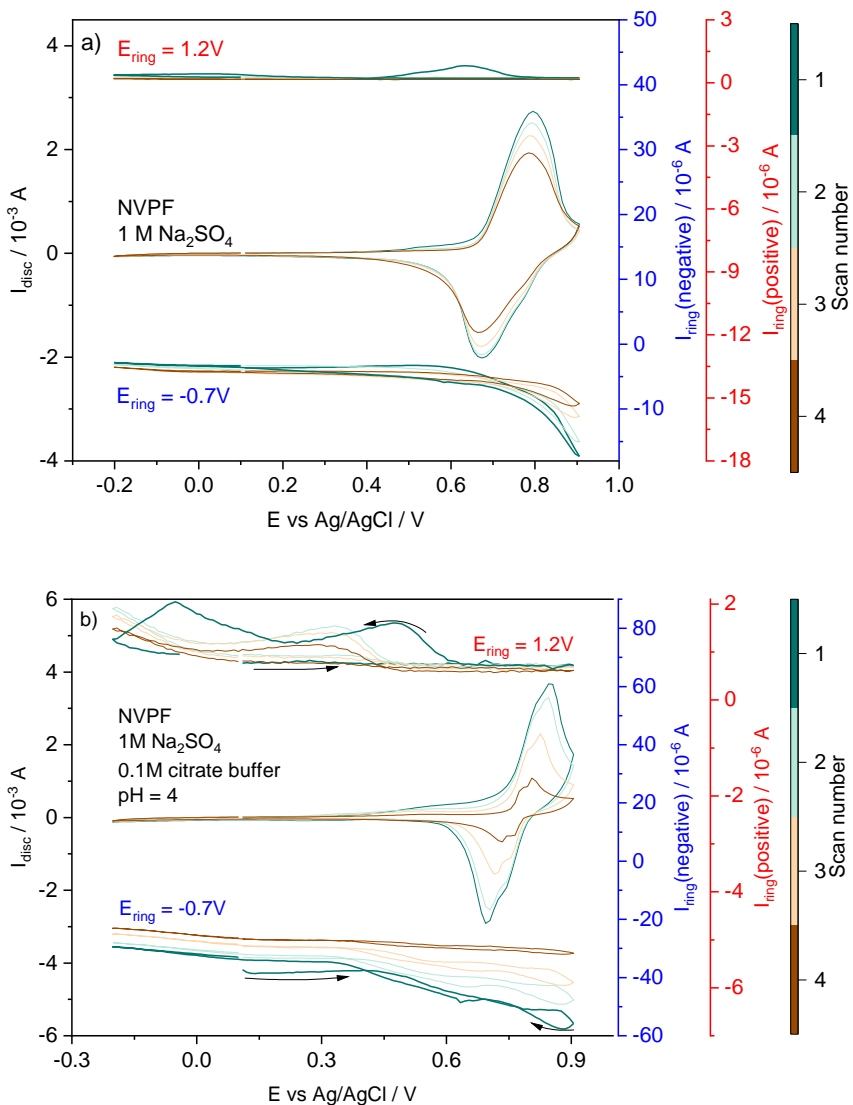 a)
E_ring = 1.2V
NVPF
1 M Na₂SO₄
E_ring = -0.7V
4
2
0
-2
-4
I_disc / 10⁻³ A
-0.2 0.0 0.2 0.4 0.6 0.8 1.0
E vs Ag/AgCl / V
50
40
30
20
10
0
-10
I_ring(negative) / 10⁻⁶ A
3
0
-3
-6
-9
-12
-15
-18
I_ring(positive) / 10⁻⁶ A
1
2
3
4
Scan number
b)
E_ring = 1.2V
NVPF
1M Na₂SO₄
0.1M citrate buffer
pH = 4
E_ring = -0.7V
6
4
2
0
-2
-4
-6
I_disc / 10⁻³ A
-0.3 0.0 0.3 0.6 0.9
E vs Ag/AgCl / V
80
60
40
20
0
-20
-40
-60
I_ring(negative) / 10⁻⁶ A
2
0
-2
-4
-6
I_ring(positive) / 10⁻⁶ A
1
2
3
4
Scan number